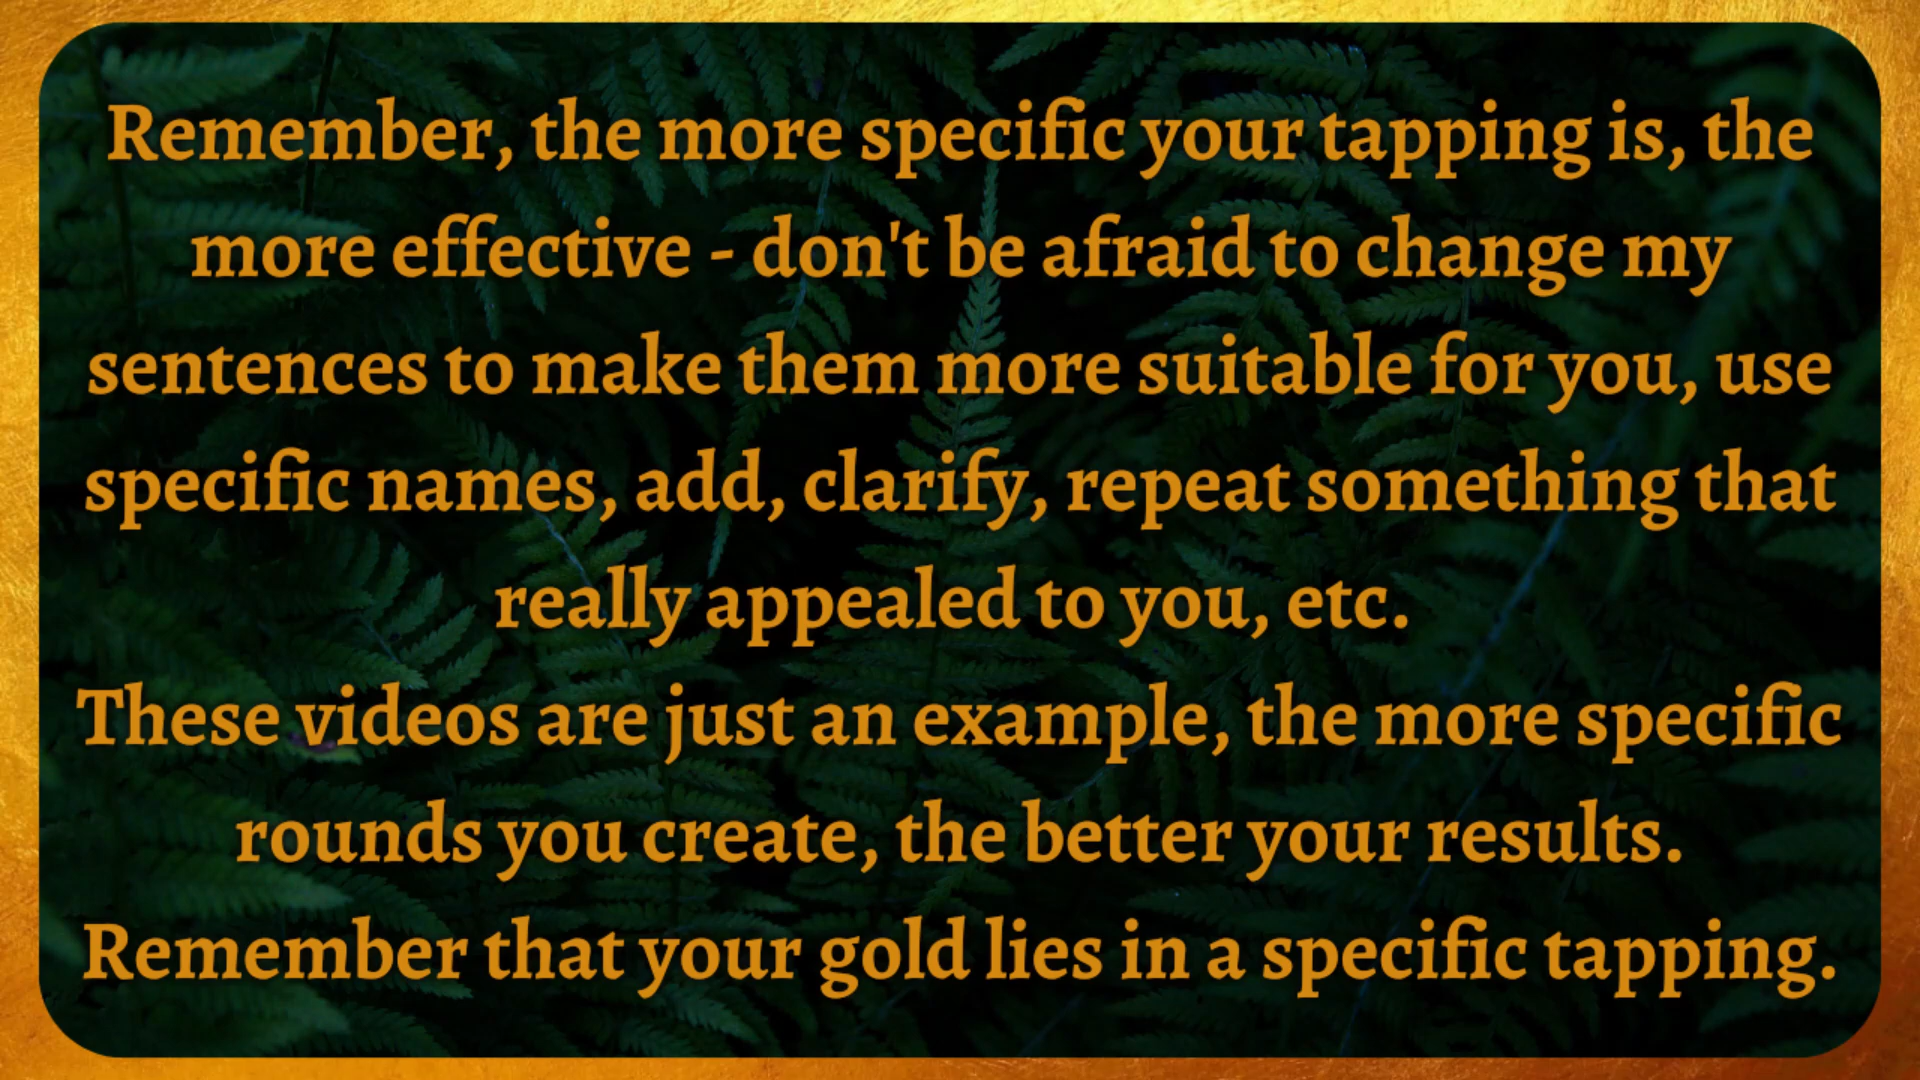 Remember, the more specific your tapping is, the
more effective - don't be afraid to change my
sentences to make them more suitable for you, use
specific names, add, clarify, repeat something that
really appealed to you, etc.
These videos are just an example, the more specific
rounds you create, the better your results.
Remember that your gold lies in a specific tapping.